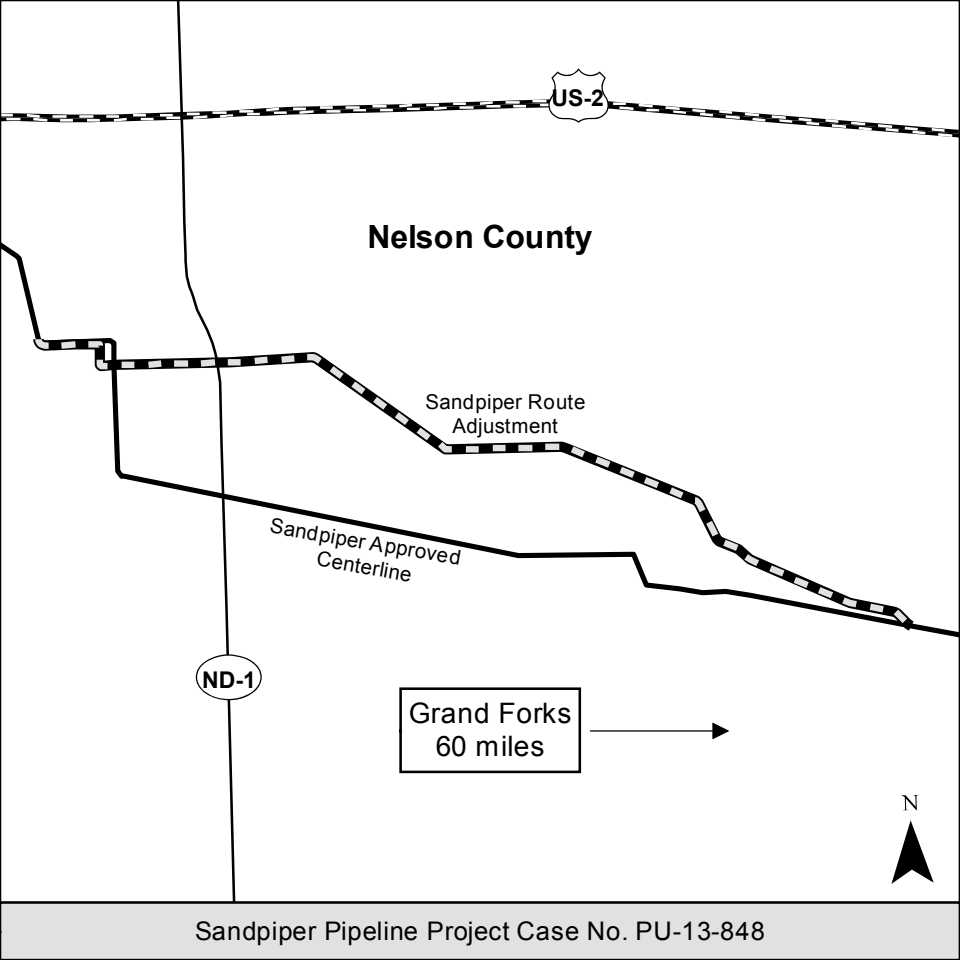 US-2
Nelson County
Sandpiper Route
Adjustment
Sandpiper Approved
Centerline
ND-1
Grand Forks
60 miles
N
Sandpiper Pipeline Project Case No. PU-13-848